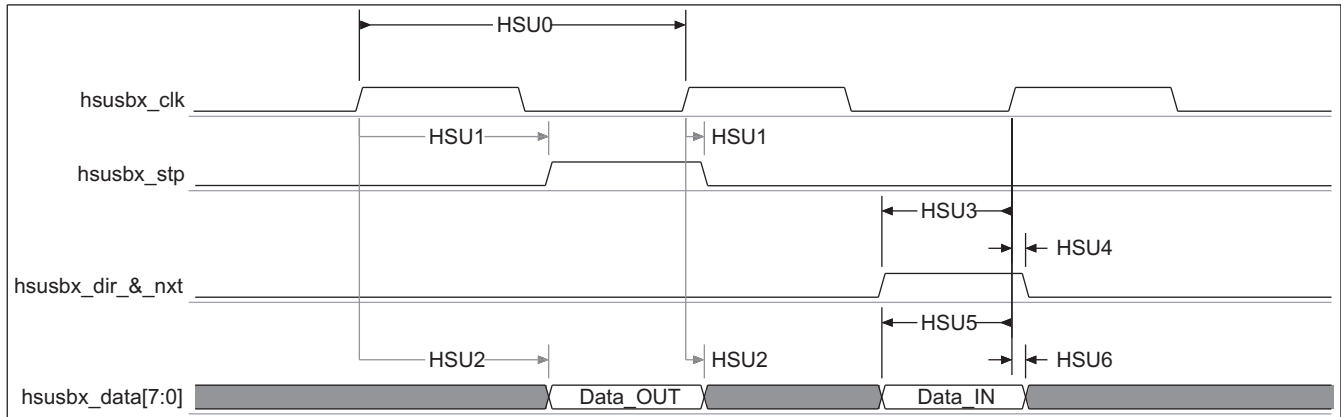 HSU0
hsusbx_clk
HSU1 HSU1
hsusbx_stp
HSU3
HSU4
hsusbx_dir_&_nxt
HSU5
HSU2 HSU2 HSU6
hsusbx_data[7:0] Data_OUT Data_IN